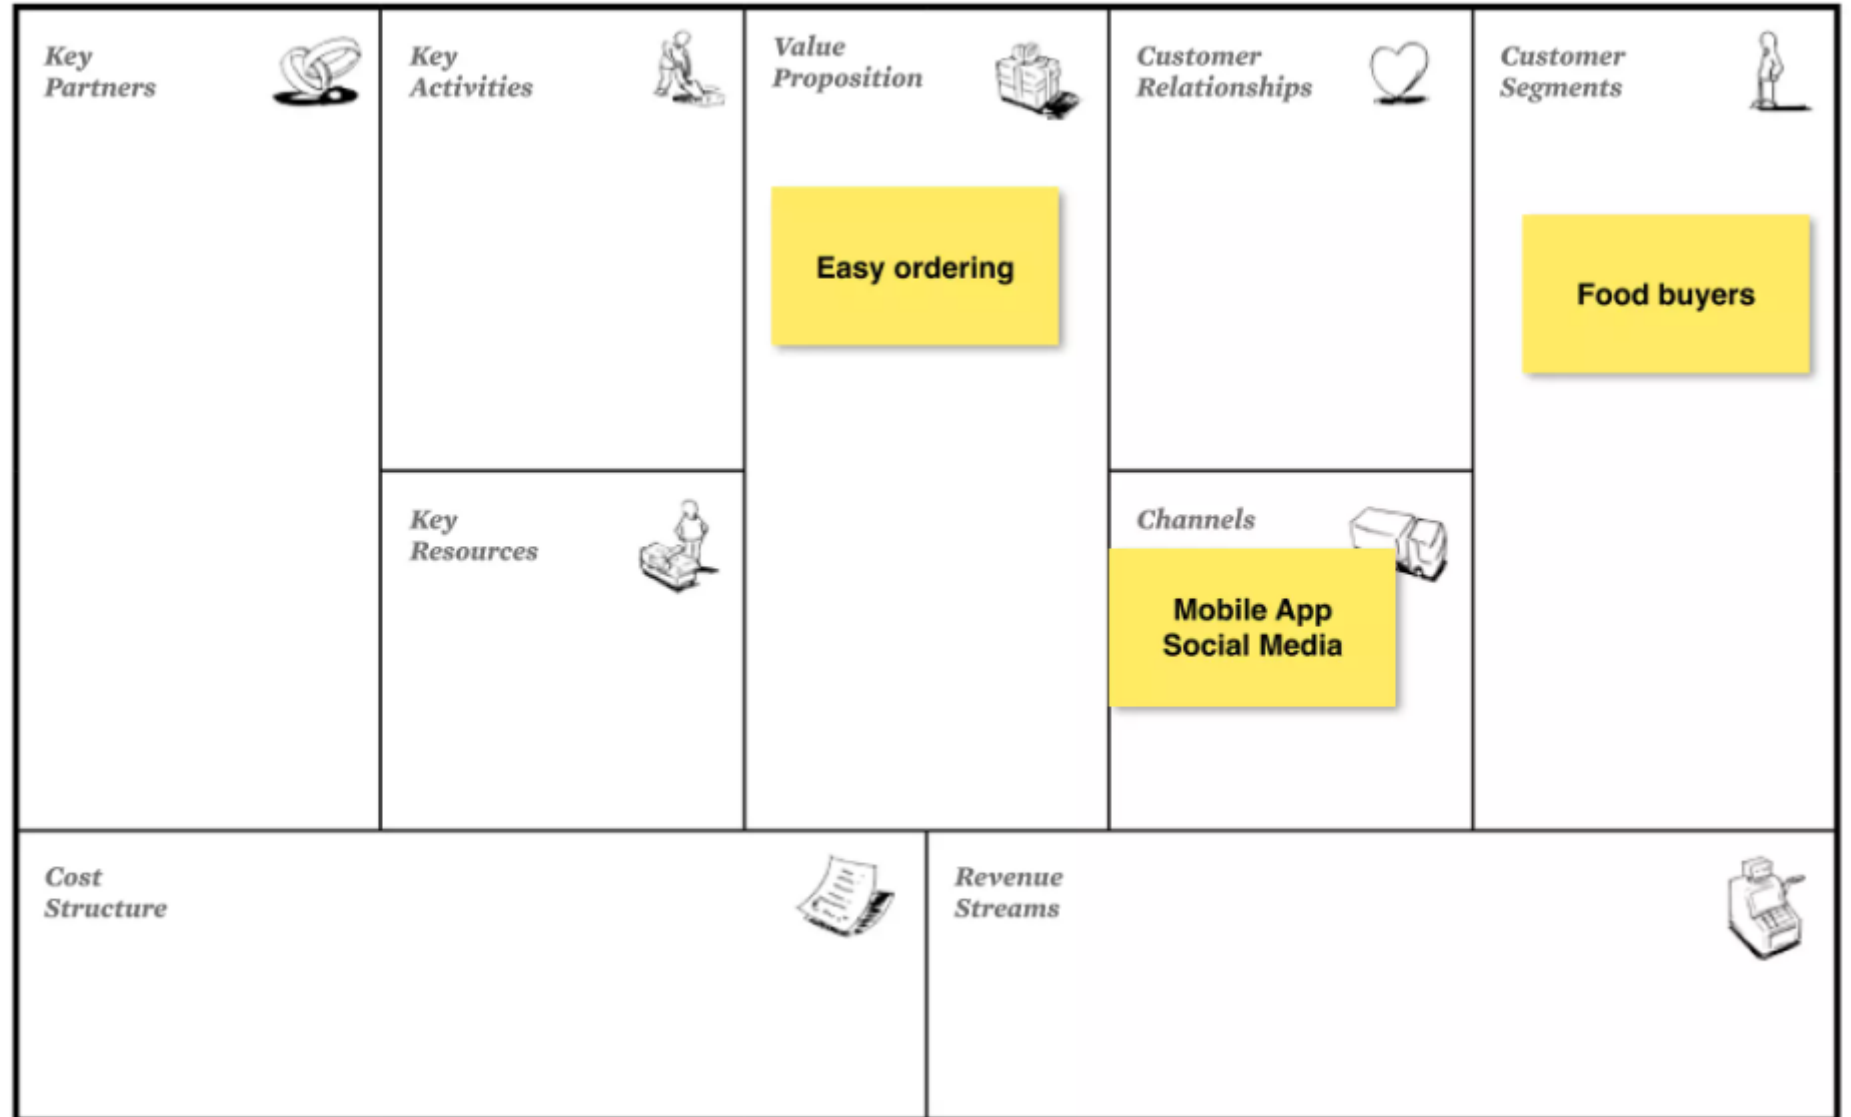 Key
Partners
Key
Activities
Value
Proposition
Customer
Relationships
Customer
Segments
Easy ordering
Food buyers
Key
Resources
Channels
Mobile App
Social Media
Cost
Structure
Revenue
Streams